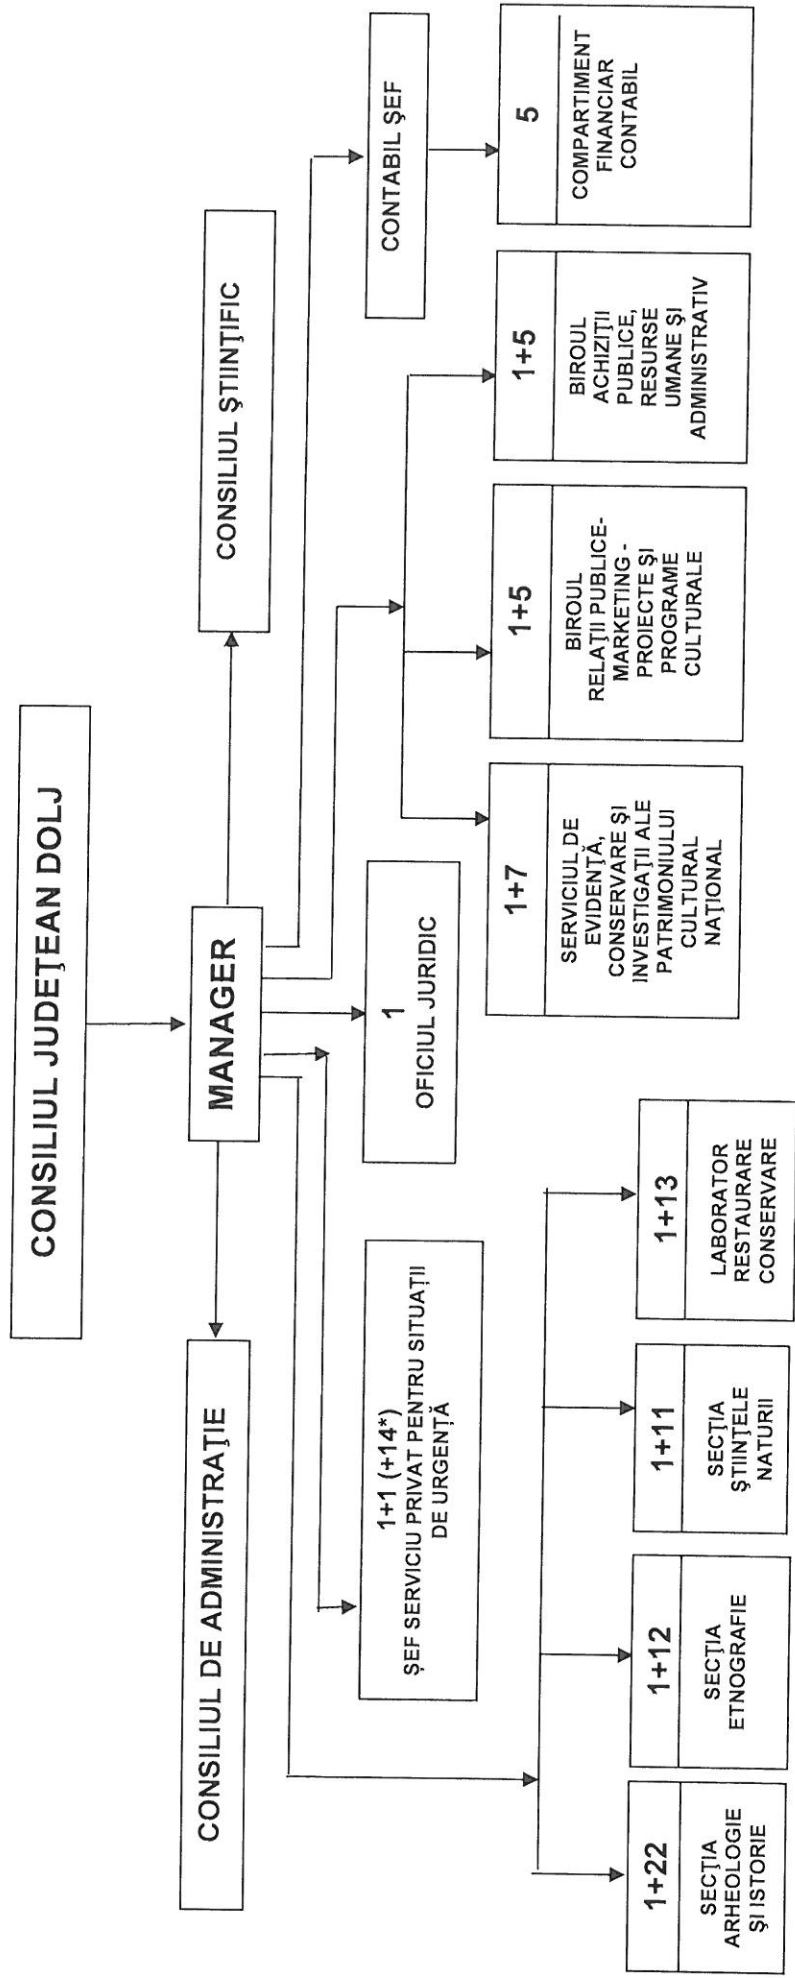 CONSILIUL JUDEŢEAN DOLJ
CONSILIUL DE ADMINISTRAŢIE
MANAGER
CONSILIUL ŞTIINŢIFIC
1+1 (+14*)
ŞEF SERVICIU PRIVAT PENTRU SITUAŢII
DE URGENŢĂ
1
OFICIUL JURIDIC
CONTABIL ŞEF
1+22
SECŢIA
ARHEOLOGIE
ŞI ISTORIE
1+12
SECŢIA
ETNOGRAFIE
1+11
SECŢIA
ŞTIINŢELE
NATURII
1+13
LABORATOR
RESTAURARE
CONSERVARE
1+7
SERVICIUL DE
EVIDENŢĂ,
CONSERVARE ŞI
INVESTIGAŢII ALE
PATRIMONIULUI
CULTURAL
NAŢIONAL
1+5
BIROUL
RELAŢII PUBLICE-
MARKETING -
PROIECTE ŞI
PROGRAME
CULTURALE
1+5
BIROUL
ACHIZIŢII
PUBLICE,
RESURSE
UMANE ŞI
ADMINISTRATIV
5
COMPARTIMENT
FINANCIAR
CONTABIL